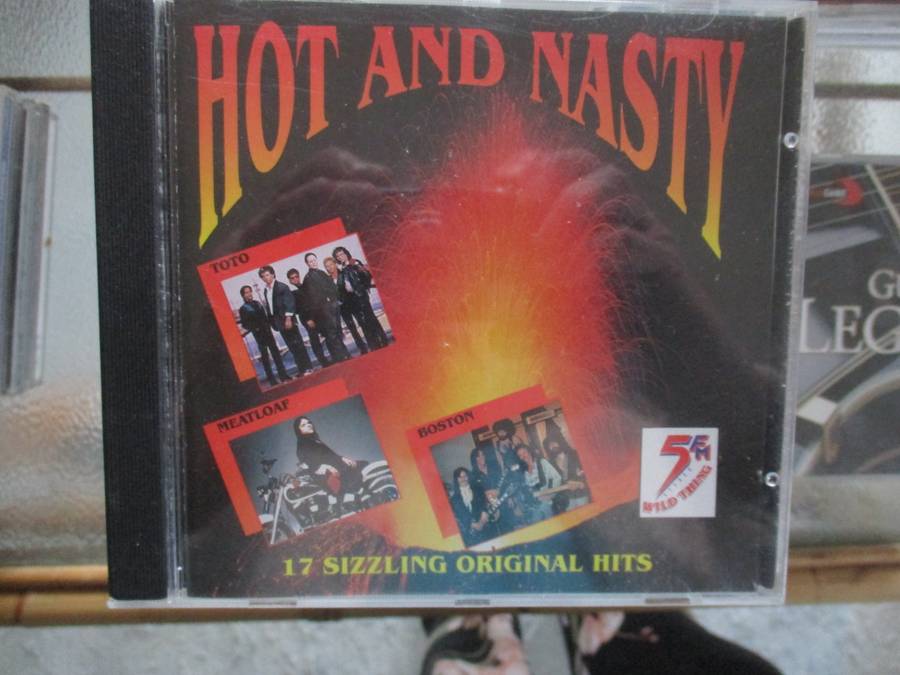 HOT AND NASTY
TOTO
MEATLOAF
BOSTON
5FM
WILD THING
17 SIZZLING ORIGINAL HITS